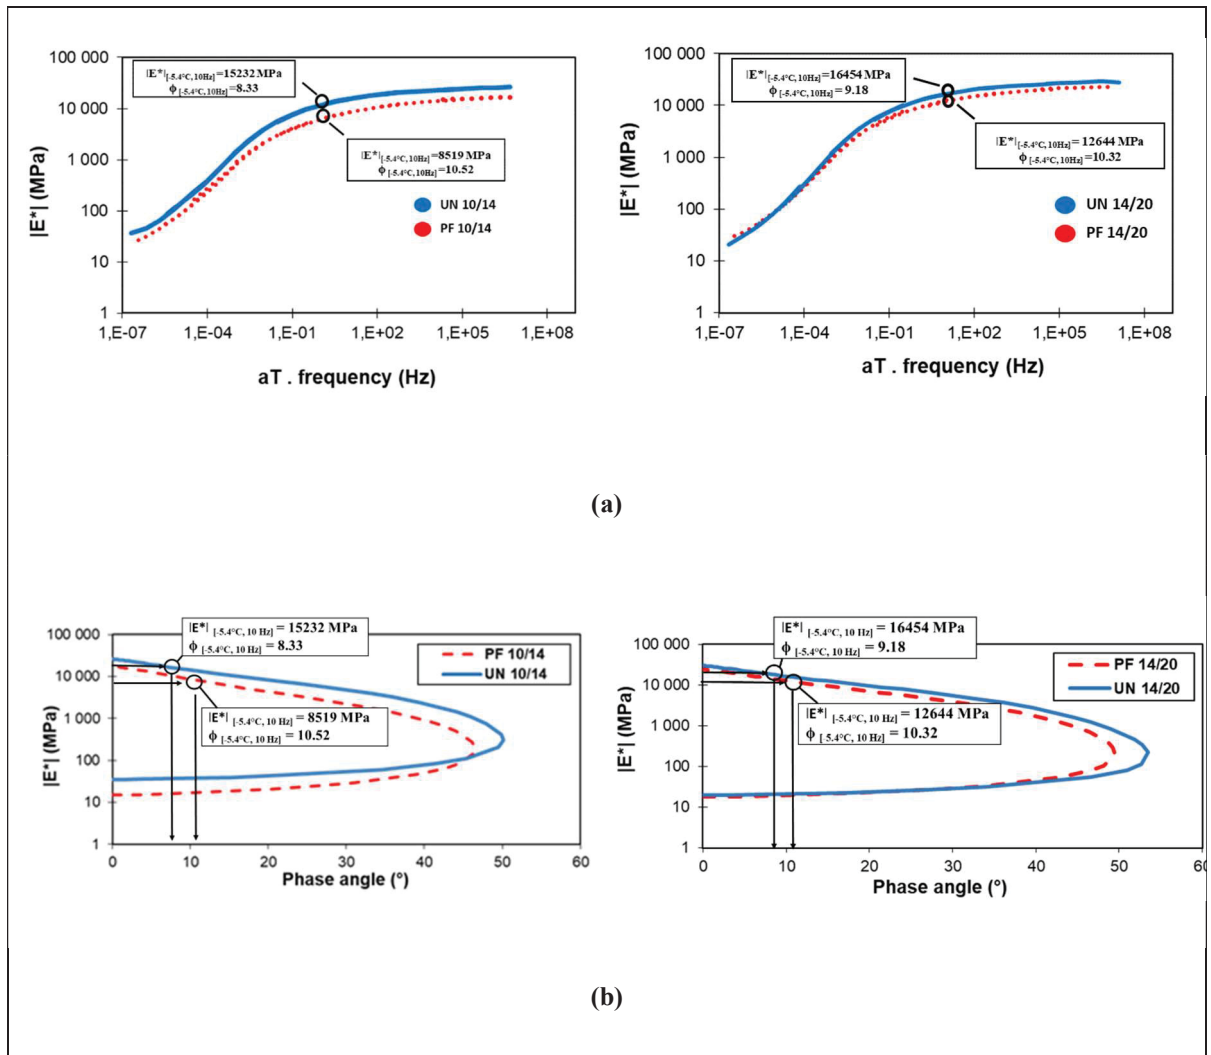 100 000
10 000
1 000
100
10
1
|E*| (MPa)
|E*|[-5.4°C, 10Hz]=15232 MPa
ϕ [-5.4°C, 10Hz]=8.33
|E*|[-5.4°C, 10Hz]=8519 MPa
ϕ [-5.4°C, 10Hz]=10.52
UN 10/14
PF 10/14
1,E-07 1,E-04 1,E-01 1,E+02 1,E+05 1,E+08
aT . frequency (Hz)
100 000
10 000
1 000
100
10
1
|E*| (MPa)
|E*|[-5.4°C, 10Hz]=16454 MPa
ϕ [-5.4°C, 10Hz]= 9.18
|E*|[-5.4°C, 10Hz]= 12644 MPa
ϕ [-5.4°C, 10Hz]=10.32
UN 14/20
PF 14/20
1,E-07 1,E-04 1,E-01 1,E+02 1,E+05 1,E+08
aT . frequency (Hz)
(a)
100 000
10 000
1 000
100
10
1
|E*| (MPa)
|E*| [-5.4°C, 10 Hz] = 15232 MPa
ϕ [-5.4°C, 10 Hz] = 8.33
PF 10/14
UN 10/14
|E*| [-5.4°C, 10 Hz] = 8519 MPa
ϕ [-5.4°C, 10 Hz] = 10.52
0 10 20 30 40 50 60
Phase angle (°)
100 000
10 000
1 000
100
10
1
|E*| (MPa)
|E*| [-5.4°C, 10 Hz] = 16454 MPa
ϕ [-5.4°C, 10 Hz] = 9.18
PF 14/20
UN 14/20
|E*| [-5.4°C, 10 Hz] = 12644 MPa
ϕ [-5.4°C, 10 Hz] = 10.32
0 10 20 30 40 50 60
Phase angle (°)
(b)